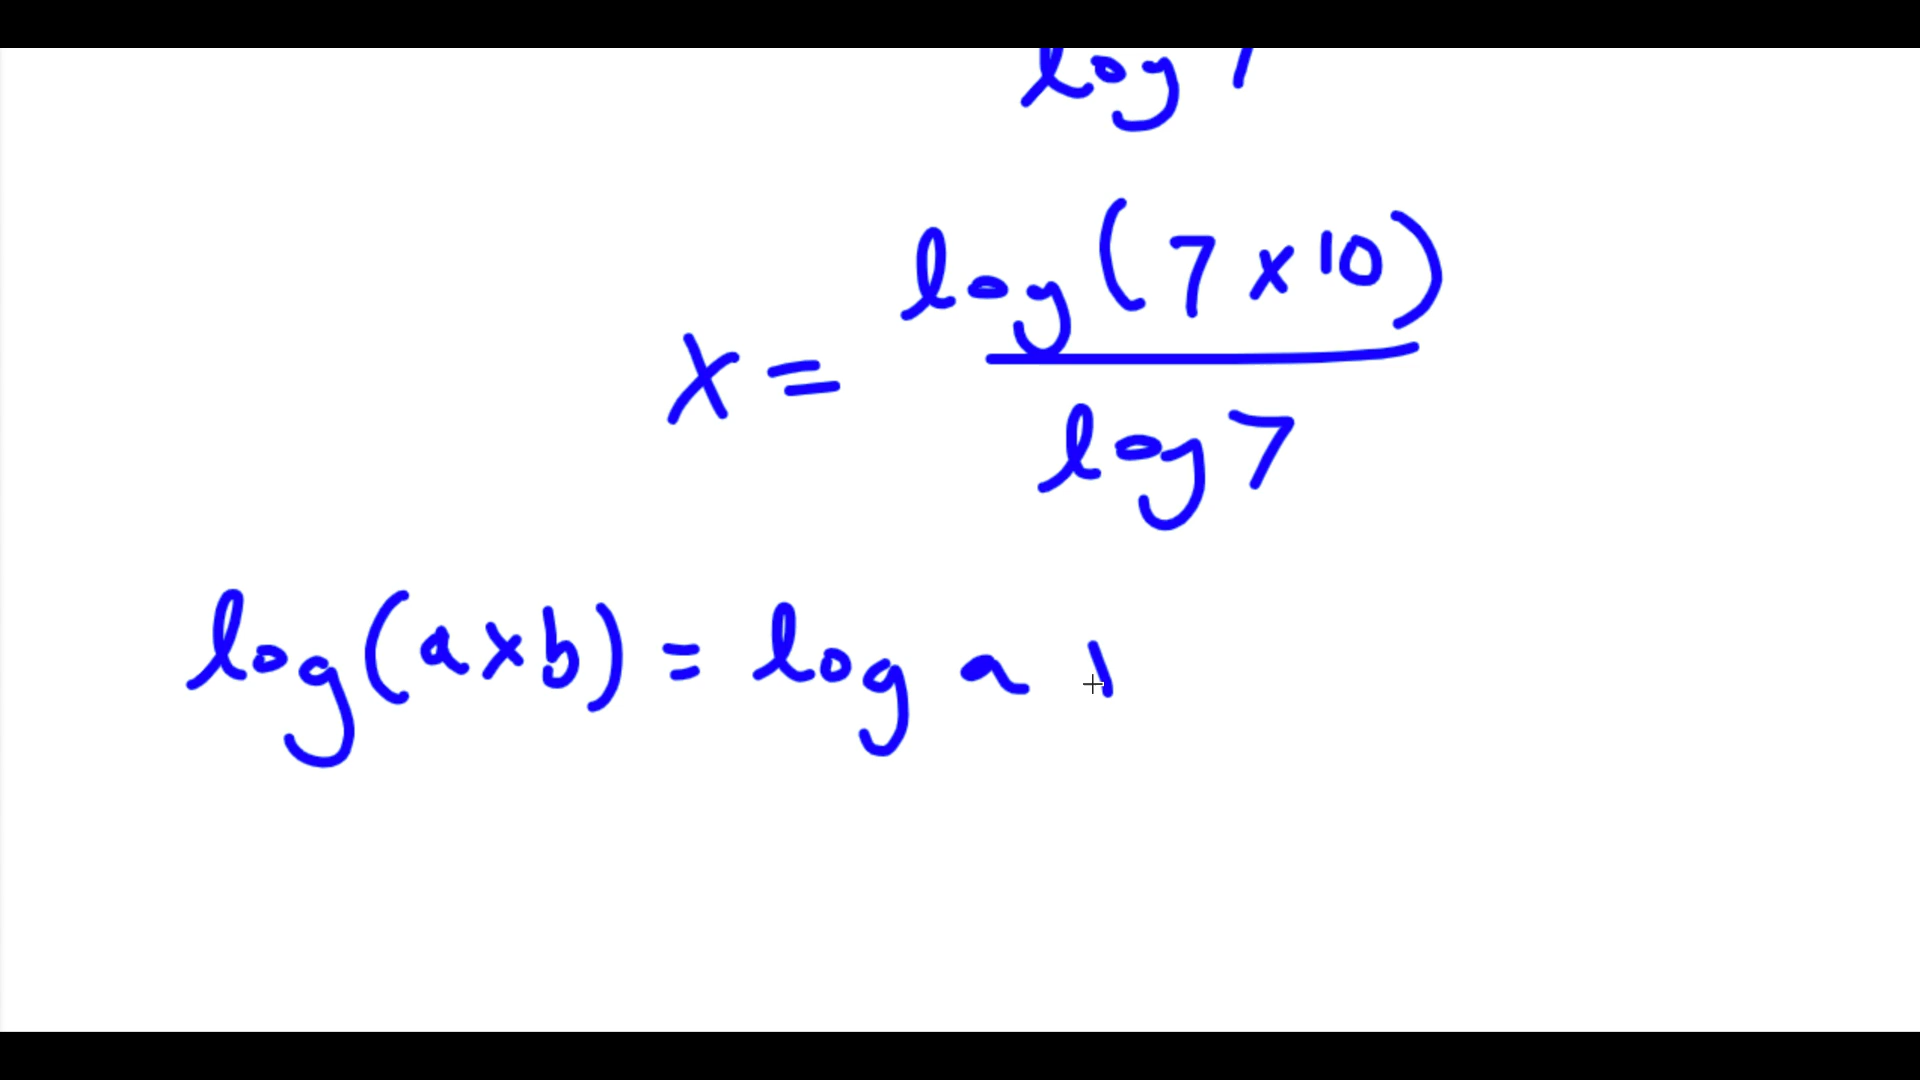 log 7
x = log(7 x 10)
log 7
log(a x b) = log a